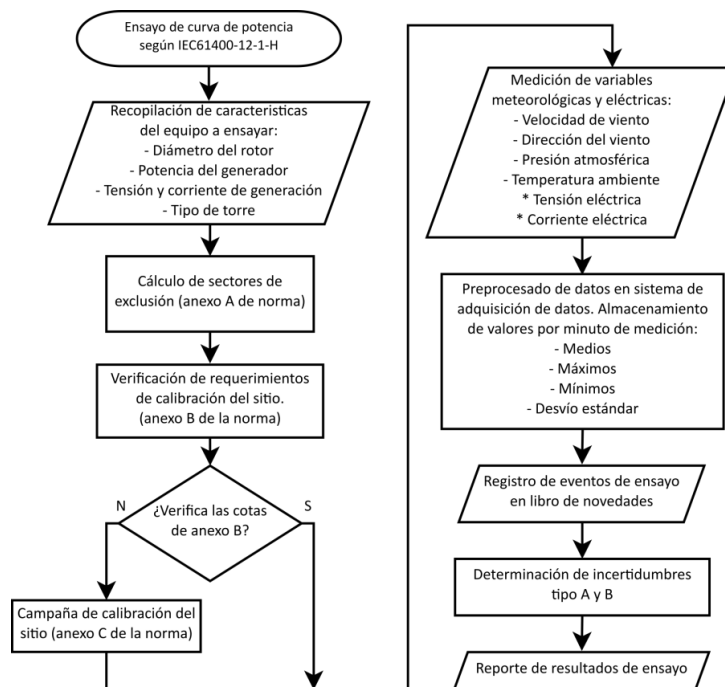 Ensayo de curva de potencia
según IEC61400-12-1-H
Recopilación de caracteristicas
del equipo a ensayar:
- Diámetro del rotor
- Potencia del generador
- Tensión y corriente de generación
- Tipo de torre
Cálculo de sectores de
exclusión (anexo A de norma)
Verificación de requerimientos
de calibración del sitio.
(anexo B de la norma)
N
S
¿Verifica las cotas
de anexo B?
Campaña de calibración del
sitio (anexo C de la norma)
Medición de variables
meteorológicas y eléctricas:
- Velocidad de viento
- Dirección del viento
- Presión atmosférica
- Temperatura ambiente
* Tensión eléctrica
* Corriente eléctrica
Preprocesado de datos en sistema de
adquisición de datos. Almacenamiento
de valores por minuto de medición:
- Medios
- Máximos
- Mínimos
- Desvío estándar
Registro de eventos de ensayo
en libro de novedades
Determinación de incertidumbres
tipo A y B
Reporte de resultados de ensayo